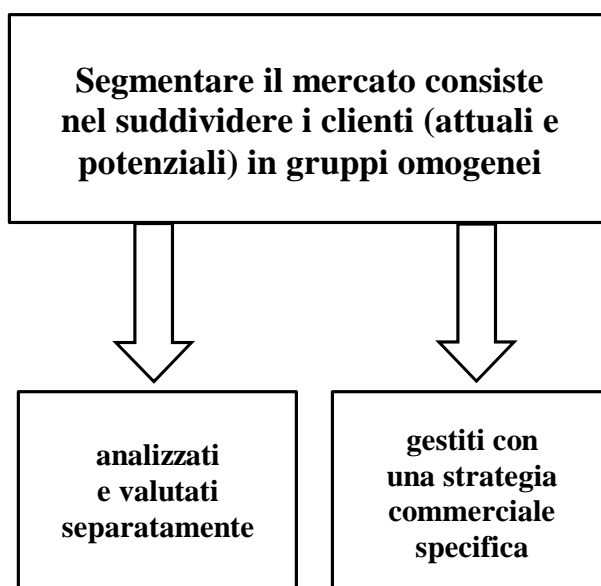 Segmentare il mercato consiste
nel suddividere i clienti (attuali e
potenziali) in gruppi omogenei
analizzati
e valutati
separatamente
gestiti con
una strategia
commerciale
specifica